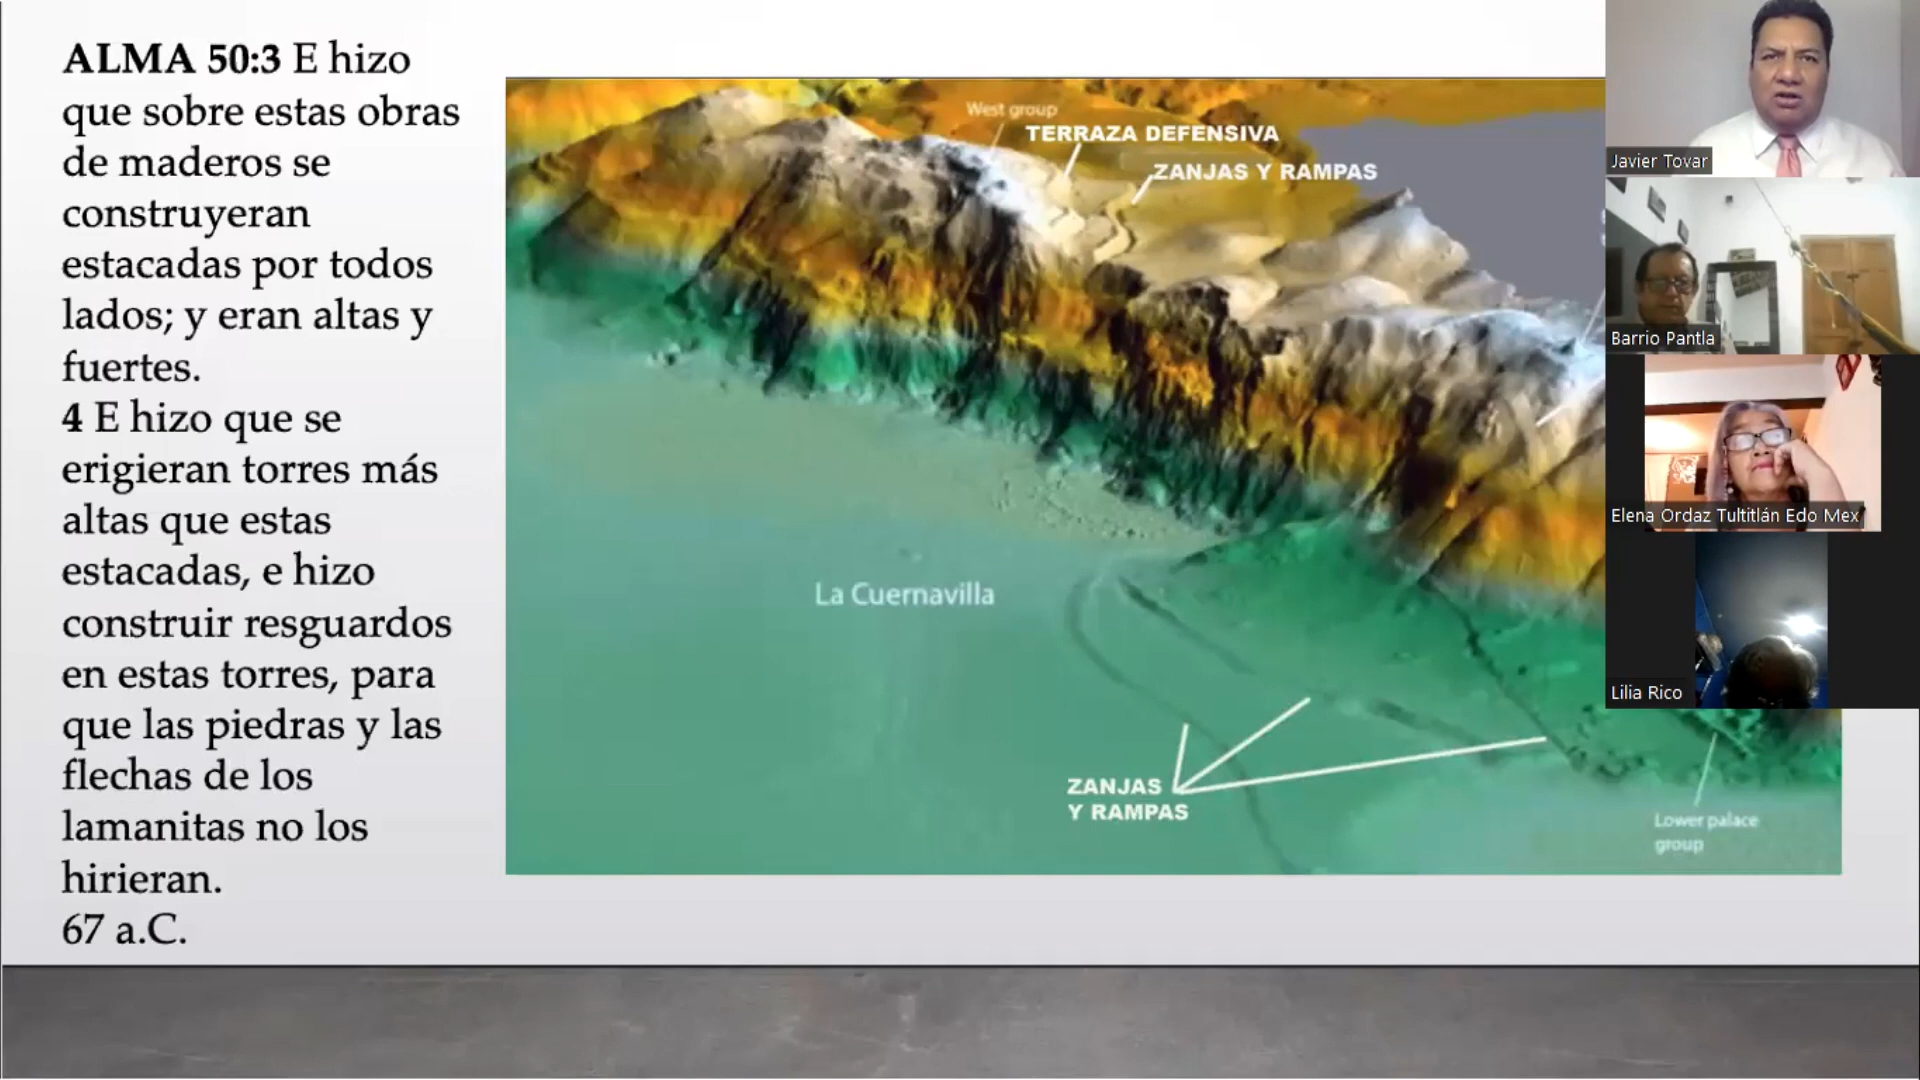 ALMA 50:3 E hizo
que sobre estas obras
de maderos se
construyeran
estacadas por todos
lados; y eran altas y
fuertes.
4 E hizo que se
erigieran torres más
altas que estas
estacadas, e hizo
construir resguardos
en estas torres, para
que las piedras y las
flechas de los
lamanitas no los
hirieran.
67 a.C.
West group
TERRAZA DEFENSIVA
ZANJAS Y RAMPAS
La Cuernavilla
ZANJAS
Y RAMPAS
Lower palace
group
Javier Tovar
Barrio Pantla
Elena Ordaz Tultitlán Edo Mex
Lilia Rico